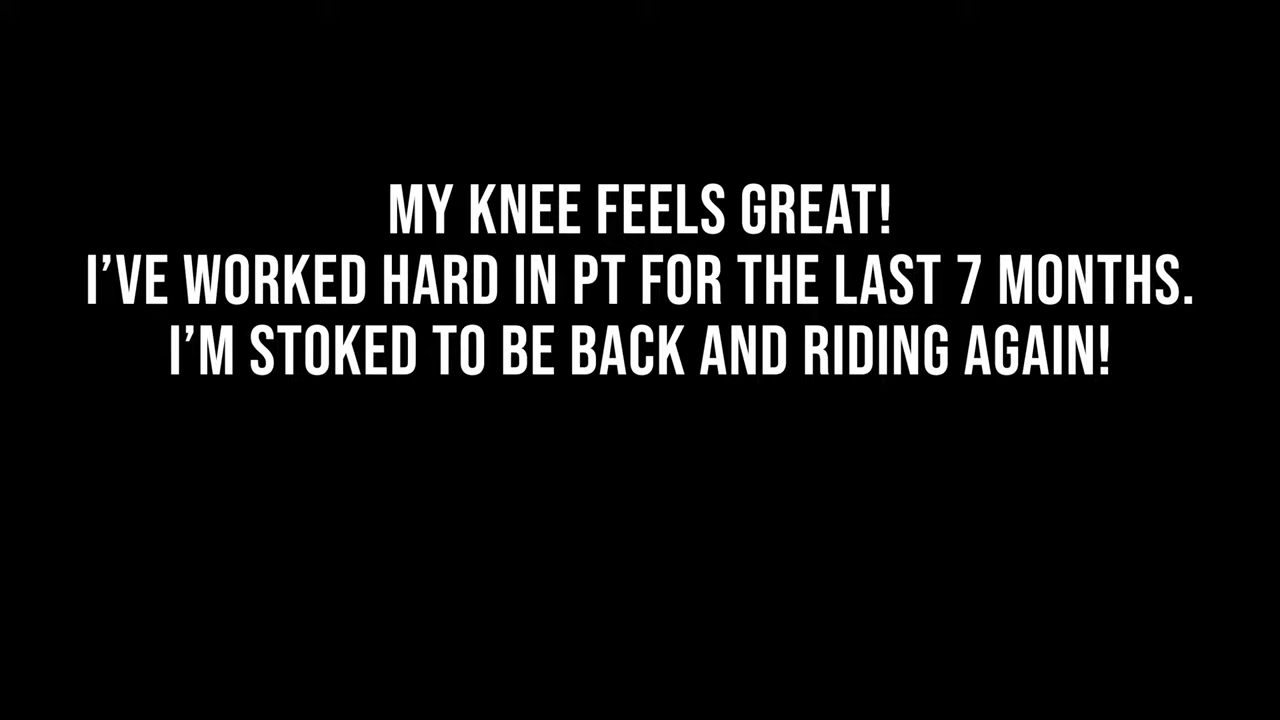 MY KNEE FEELS GREAT!
I’VE WORKED HARD IN PT FOR THE LAST 7 MONTHS.
I’M STOKED TO BE BACK AND RIDING AGAIN!